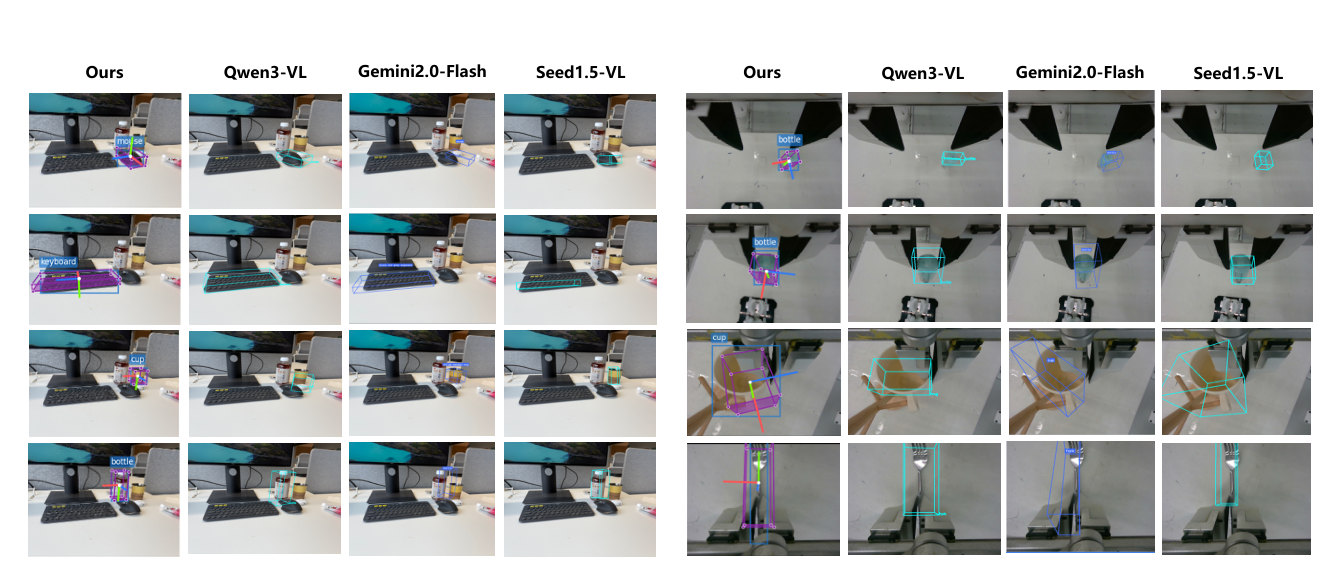 Ours Qwen3-VL Gemini2.0-Flash Seed1.5-VL Ours Qwen3-VL Gemini2.0-Flash Seed1.5-VL
mouse
bottle
keyboard
bottle
cup
cup
bottle